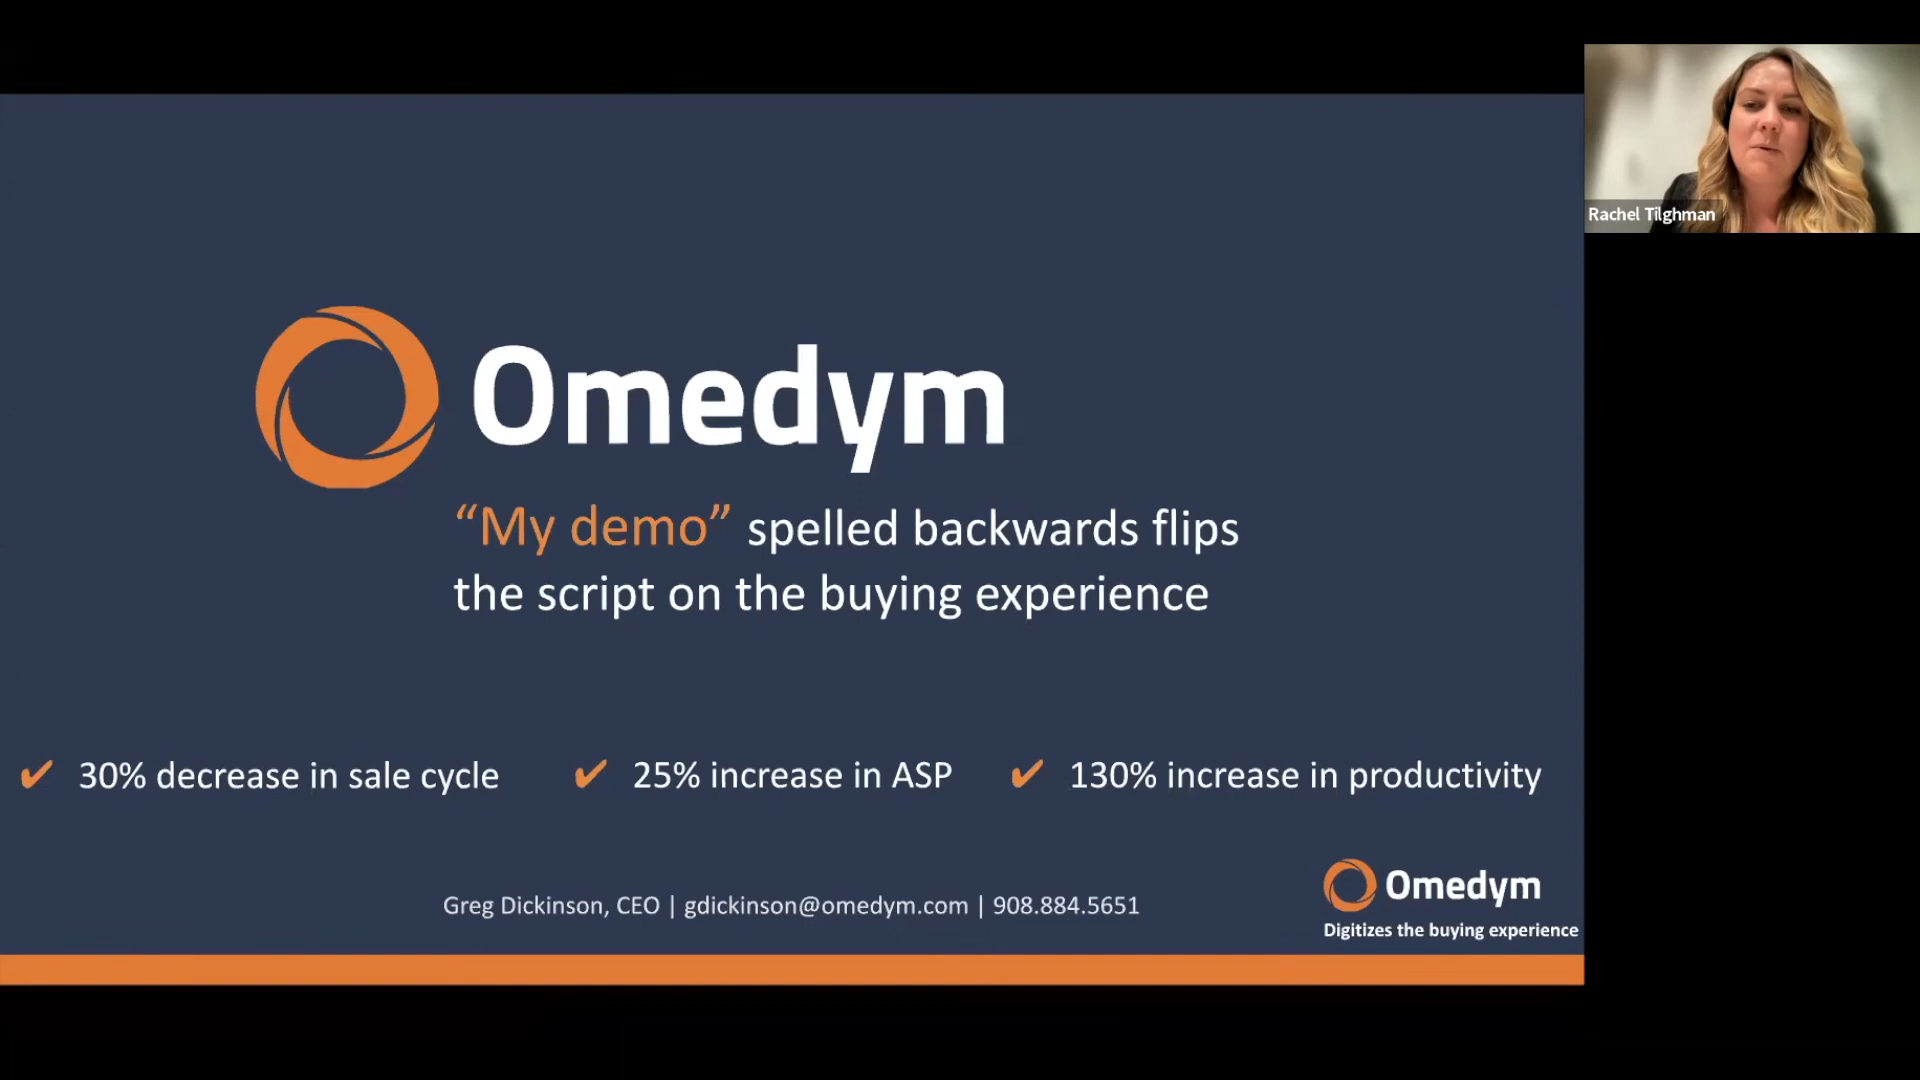 Rachel Tilghman
Omedym
“My demo” spelled backwards flips
the script on the buying experience
✔ 30% decrease in sale cycle
✔ 25% increase in ASP
✔ 130% increase in productivity
Greg Dickinson, CEO | gdickinson@omedym.com | 908.884.5651
Omedym
Digitizes the buying experience